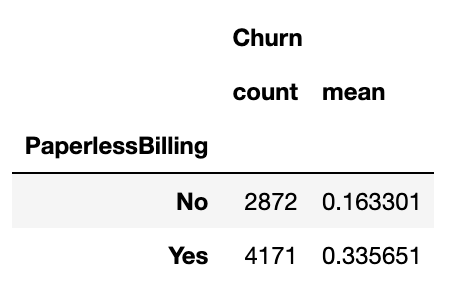 Churn
count mean
PaperlessBilling
No 2872 0.163301
Yes 4171 0.335651